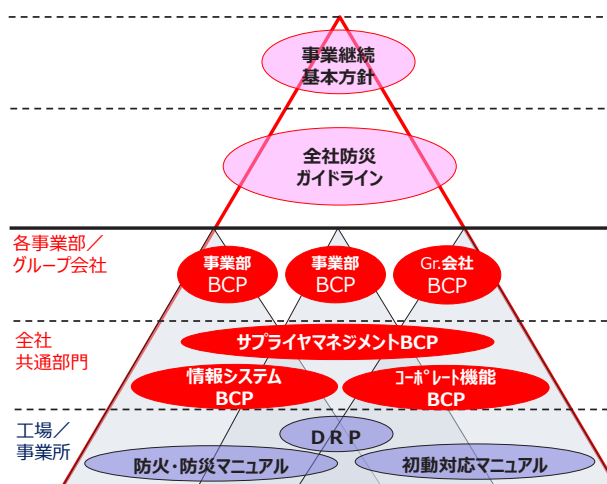 事業継続
基本方針
全社防災
ガイドライン
各事業部／
グループ会社
事業部
BCP
事業部
BCP
Gr.会社
BCP
全社
共通部門
サプライヤマネジメントBCP
情報システム
BCP
ｺｰﾎﾟﾚｰﾄ機能
BCP
工場／
事業所
ＤＲＰ
防火・防災マニュアル
初動対応マニュアル